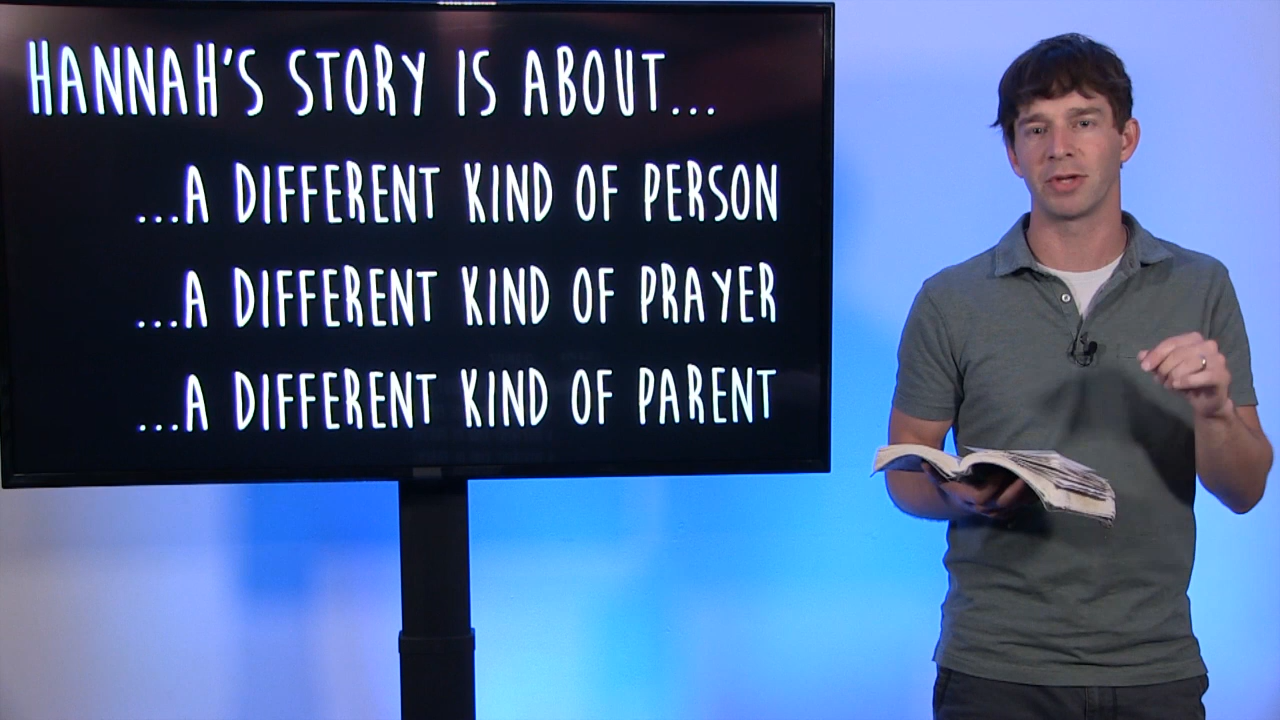 HANNAH'S STORY IS ABOUT...
...A DIFFERENT KIND OF PERSON
...A DIFFERENT KIND OF PRAYER
...A DIFFERENT KIND OF PARENT